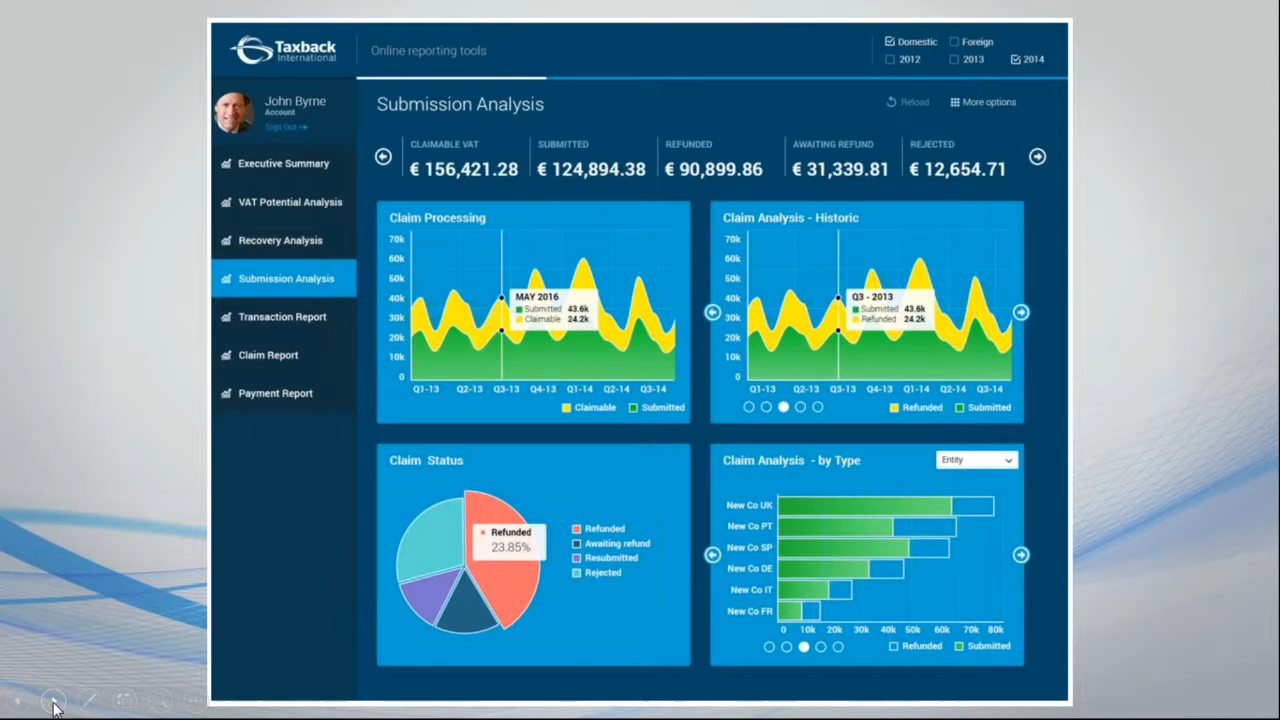 Taxback
International
Online reporting tools
Domestic Foreign
2012 2013 2014
John Byrne
Account
Sign Out
Executive Summary
VAT Potential Analysis
Recovery Analysis
Submission Analysis
Transaction Report
Claim Report
Payment Report
Submission Analysis
Reload More options
CLAIMABLE VAT
€ 156,421.28
SUBMITTED
€ 124,894.38
REFUNDED
€ 90,899.86
AWAITING REFUND
€ 31,339.81
REJECTED
€ 12,654.71
Claim Processing
70k
60k
50k
40k
30k
20k
10k
0
MAY 2016
Submitted 43.6k
Claimable 24.2k
Q1-13 Q2-13 Q3-13 Q4-13 Q1-14 Q2-14 Q3-14
Claimable Submitted
Claim Analysis - Historic
70k
60k
50k
40k
30k
20k
10k
0
Q3 - 2013
Submitted 43.6k
Refunded 24.2k
Q1-13 Q2-13 Q3-13 Q4-13 Q1-14 Q2-14 Q3-14
Refunded Submitted
Claim Status
Refunded
23.85%
Refunded
Awaiting refund
Resubmitted
Rejected
Claim Analysis - by Type
Entity
New Co UK
New Co PT
New Co SP
New Co DE
New Co IT
New Co FR
0 10k 20k 30k 40k 50k 60k 70k 80k
Refunded Submitted